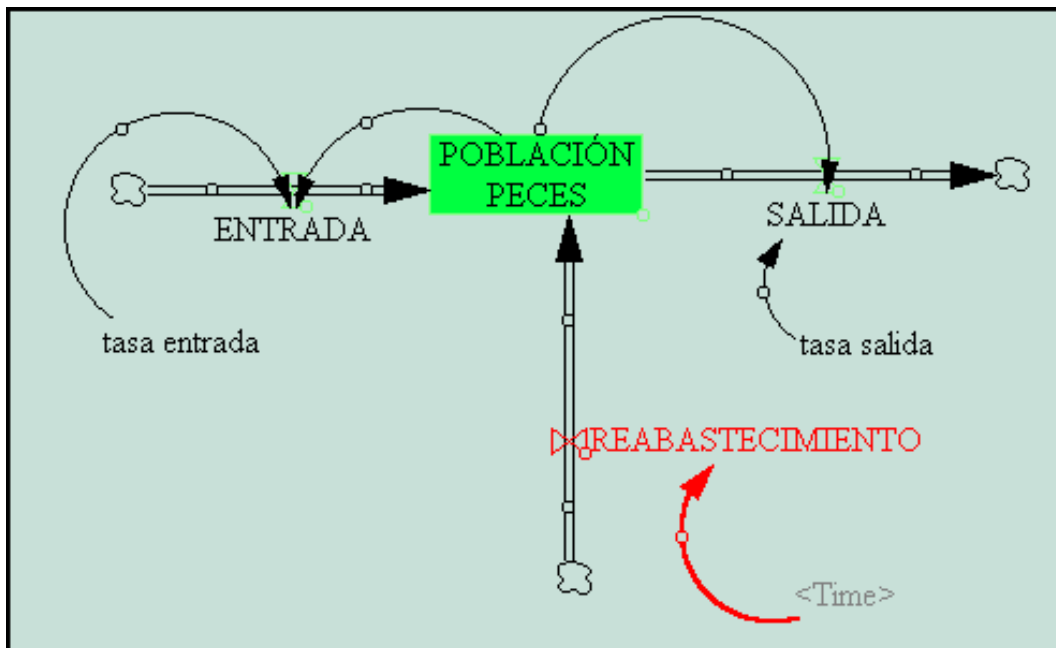 POBLACIÓN
PECES
ENTRADA
SALIDA
tasa entrada
tasa salida
REABASTECIMIENTO
<Time>